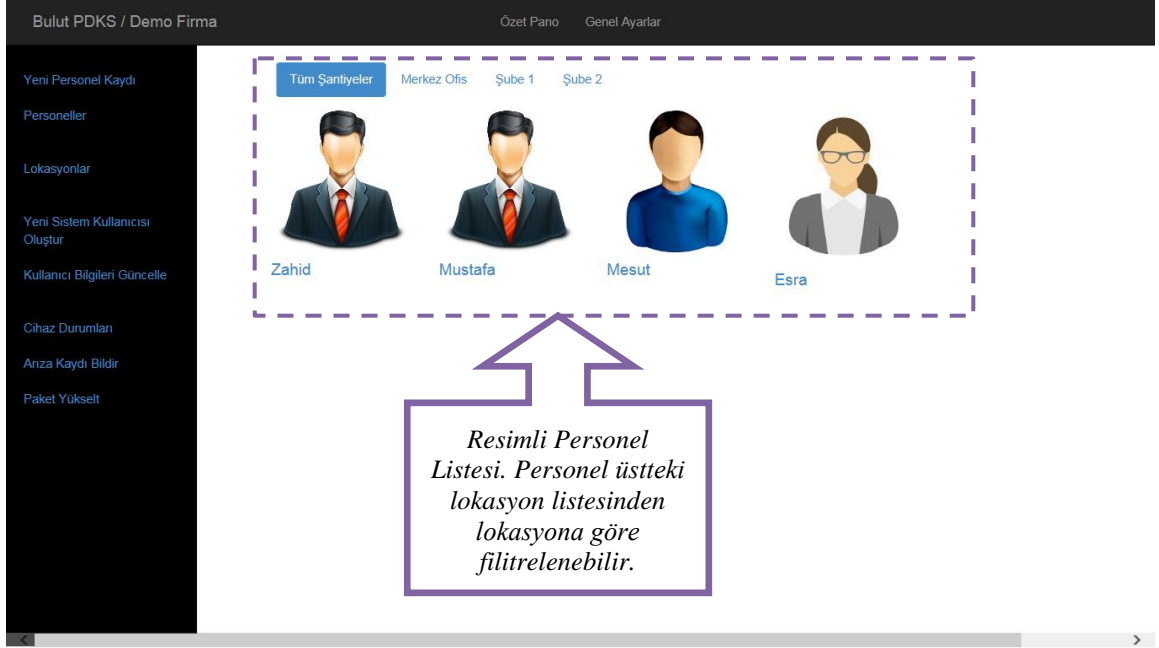 Bulut PDKS / Demo Firma
Özet Pano
Genel Ayarlar
Yeni Personel Kaydı
Personeller
Lokasyonlar
Yeni Sistem Kullanıcısı
Oluştur
Kullanıcı Bilgileri Güncelle
Cihaz Durumları
Arıza Kaydı Bildir
Paket Yükselt
Tüm Şantiyeler
Merkez Ofis
Şube 1
Şube 2
Zahid
Mustafa
Mesut
Esra
Resimli Personel
Listesi. Personel üstteki
lokasyon listesinden
lokasyona göre
filitrelenebilir.